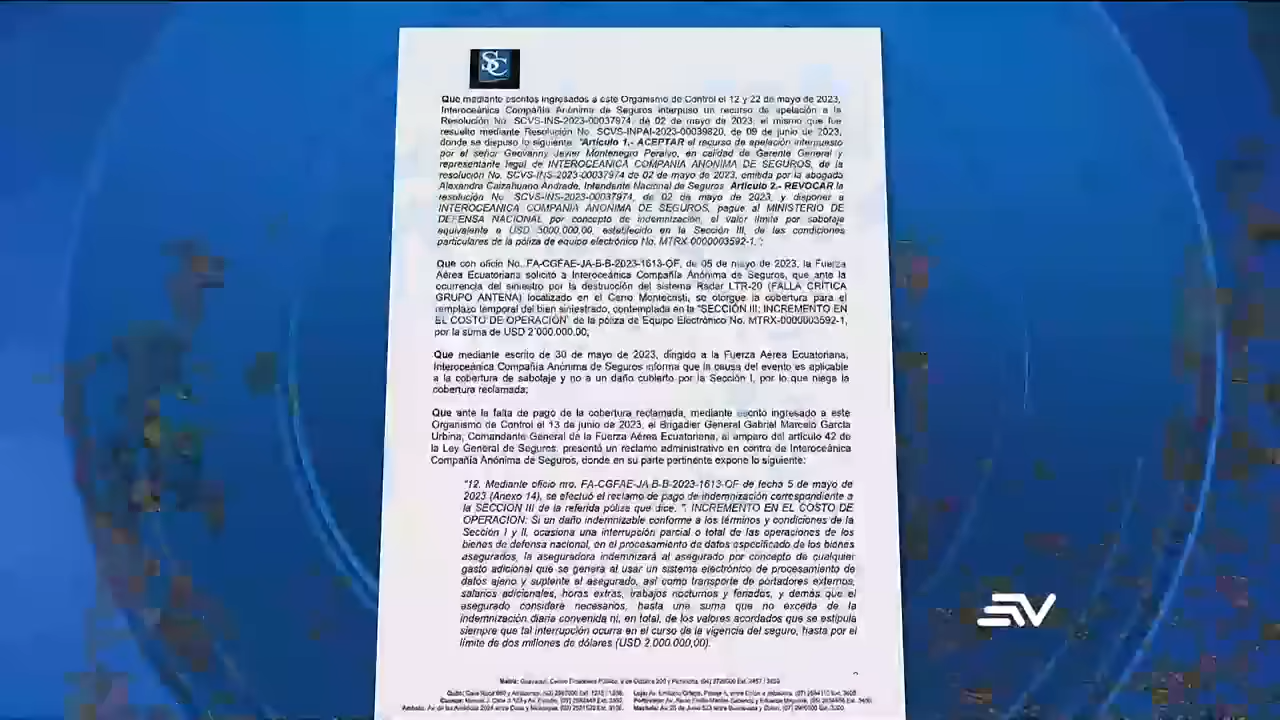 SC
Que mediante escritos ingresados a este Organismo de Control el 12 y 22 de mayo de 2023,
Interoceánica Compañía Anónima de Seguros interpuso un recurso de apelación a la
Resolución No. SCVS-INS-2023-00037974, de 02 de mayo de 2023, el mismo que fue
resuelto mediante Resolución No. SCVS-INPAI-2023-00039820, de 09 de junio de 2023,
donde se dispuso lo siguiente: "Artículo 1.- ACEPTAR el recurso de apelación interpuesto
por el señor Geovanny Javier Montenegro Peralvo, en calidad de Gerente General y
representante legal de INTEROCEÁNICA COMPAÑÍA ANÓNIMA DE SEGUROS, de la
resolución No. SCVS-INS-2023-00037974 de 02 de mayo de 2023, emitida por la abogada
Alexandra Caizahuano Andrade, Intendente Nacional de Seguros. Artículo 2.- REVOCAR la
resolución No. SCVS-INS-2023-00037974, de 02 de mayo de 2023, y disponer a
INTEROCEÁNICA COMPAÑÍA ANÓNIMA DE SEGUROS, pague al MINISTERIO DE
DEFENSA NACIONAL por concepto de indemnización, el valor límite por sabotaje
equivalente a USD 5000.000,00, establecido en la Sección III, de las condiciones
particulares de la póliza de equipo electrónico No. MTRX-0000003592-1.";
Que con oficio No. FA-CGFAE-JA-B-B-2023-1613-OF, de 05 de mayo de 2023, la Fuerza
Aérea Ecuatoriana solicitó a Interoceánica Compañía Anónima de Seguros, que ante la
ocurrencia del siniestro por la destrucción del sistema Radar LTR-20 (FALLA CRÍTICA
GRUPO ANTENA) localizado en el Cerro Montecristi, se otorgue la cobertura para el
remplazo temporal del bien siniestrado, contemplada en la "SECCIÓN III: INCREMENTO EN
EL COSTO DE OPERACIÓN" de la póliza de Equipo Electrónico No. MTRX-0000003592-1,
por la suma de USD 2'000.000,00;
Que mediante escrito de 30 de mayo de 2023, dirigido a la Fuerza Aérea Ecuatoriana,
Interoceánica Compañía Anónima de Seguros informa que la causa del evento es aplicable
a la cobertura de sabotaje y no a un daño cubierto por la Sección I, por lo que niega la
cobertura reclamada;
Que ante la falta de pago de la cobertura reclamada, mediante escrito ingresado a este
Organismo de Control el 13 de junio de 2023, el Brigadier General Gabriel Marcelo García
Urbina, Comandante General de la Fuerza Aérea Ecuatoriana, al amparo del artículo 42 de
la Ley General de Seguros, presentó un reclamo administrativo en contra de Interoceánica
Compañía Anónima de Seguros, donde en su parte pertinente expone lo siguiente:
"12. Mediante oficio nro. FA-CGFAE-JA-B-B-2023-1613-OF de fecha 5 de mayo de
2023 (Anexo 14), se efectuó el reclamo de pago de indemnización correspondiente a
la SECCION III de la referida póliza que dice. ": INCREMENTO EN EL COSTO DE
OPERACIÓN: Si un daño indemnizable conforme a los términos y condiciones de la
Sección I y II, ocasiona una interrupción parcial o total de las operaciones de los
bienes de defensa nacional, en el procesamiento de datos especificado de los bienes
asegurados, la aseguradora indemnizará al asegurado por concepto de cualquier
gasto adicional que se genera al usar un sistema electrónico de procesamiento de
datos ajeno y suplente al asegurado, así como transporte de portadores externos,
salarios adicionales, horas extras, trabajos nocturnos y feriados, y demás que el
asegurado considere necesarios, hasta una suma que no exceda de la
indemnización diaria convenida ni, en total, de los valores acordados que se estipula
siempre que tal interrupción ocurra en el curso de la vigencia del seguro, hasta por el
límite de dos millones de dólares (USD 2.000.000,00).